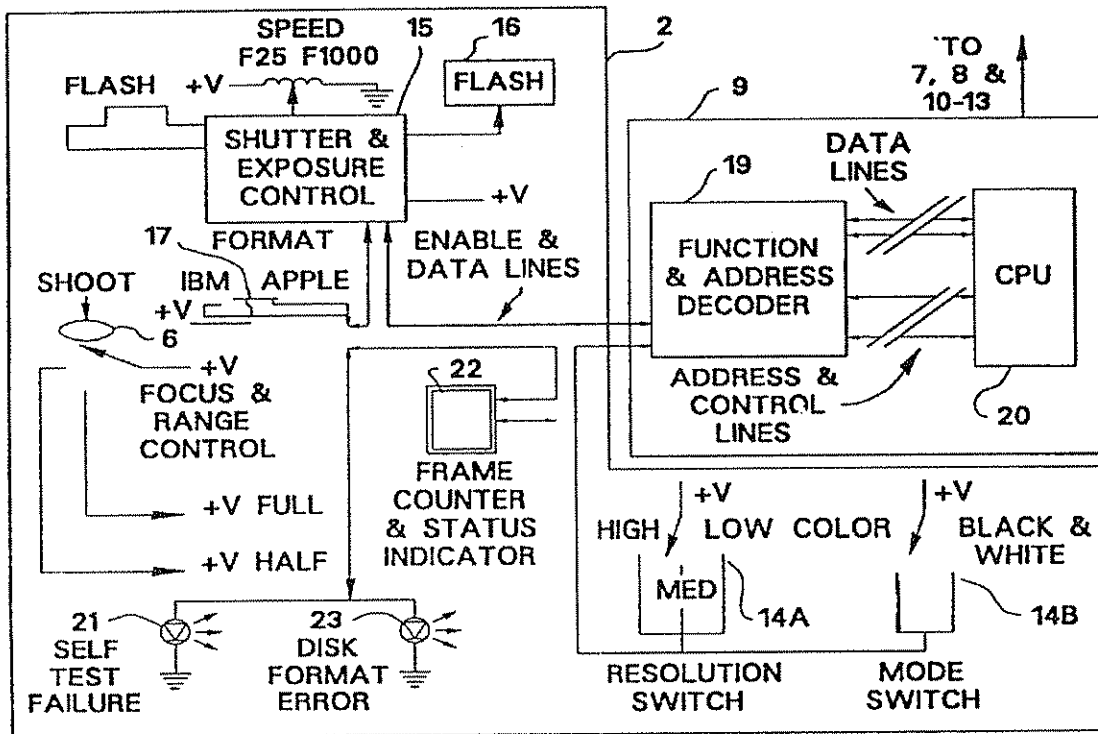 SPEED
F25 F1000
15
16
2
'TO
7, 8 &
10-13
FLASH
+V
FLASH
9
SHUTTER &
EXPOSURE
CONTROL
+V
DATA
LINES
19
FUNCTION
& ADDRESS
DECODER
CPU
17
FORMAT
IBM APPLE
+V
ENABLE &
DATA LINES
SHOOT
6
+V
FOCUS &
RANGE
CONTROL
22
FRAME
COUNTER
& STATUS
INDICATOR
ADDRESS &
CONTROL
LINES
20
+V FULL
+V HALF
+V
HIGH
LOW
MED
14A
COLOR
+V
BLACK &
WHITE
14B
21
SELF
TEST
FAILURE
23
DISK
FORMAT
ERROR
RESOLUTION
SWITCH
MODE
SWITCH